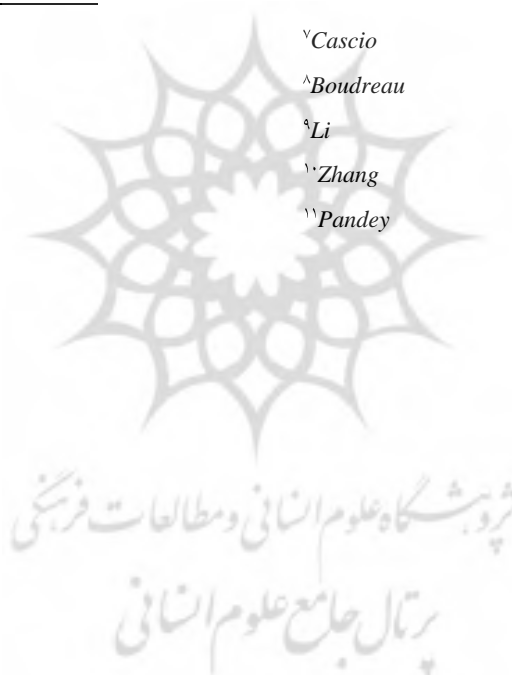 ۷Cascio
۸Boudreau
۹Li
۱۰Zhang
۱۱Pandey
پژوهشگاه علوم انسانی و مطالعات فرهنگی
پرتال جامع علوم انسانی